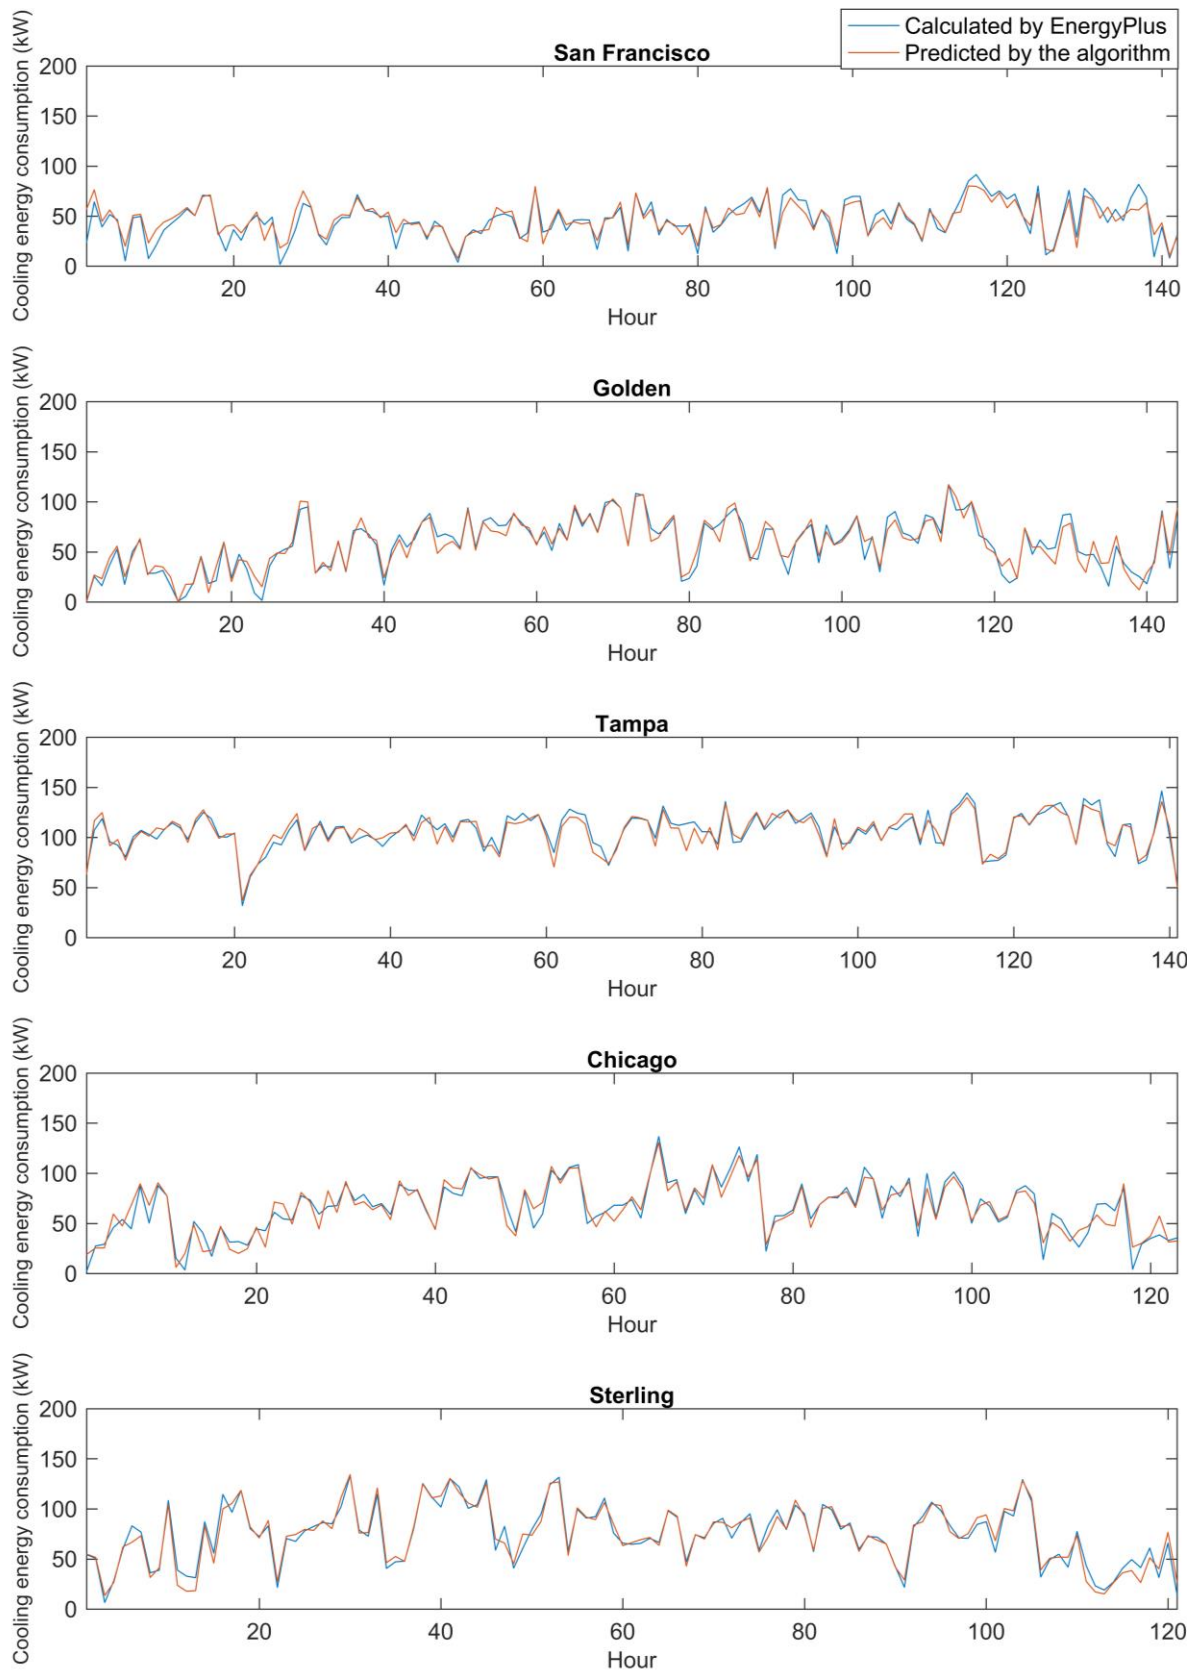 Calculated by EnergyPlus
Predicted by the algorithm
San Francisco
Cooling energy consumption (kW)
200
150
100
50
0
20 40 60 80 100 120 140
Hour
Golden
Cooling energy consumption (kW)
200
150
100
50
0
20 40 60 80 100 120 140
Hour
Tampa
Cooling energy consumption (kW)
200
150
100
50
0
20 40 60 80 100 120 140
Hour
Chicago
Cooling energy consumption (kW)
200
150
100
50
0
20 40 60 80 100 120
Hour
Sterling
Cooling energy consumption (kW)
200
150
100
50
0
20 40 60 80 100 120
Hour